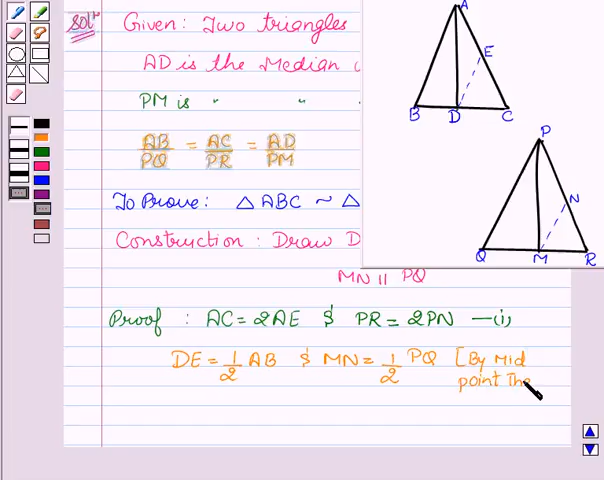 Solⁿ Given: Two triangles
AD is the Median
PM is " "
AB/PQ = AC/PR = AD/PM
To Prove: △ ABC ~ △
Construction : Draw D
MN || PQ
Proof : AC = 2AE & PR = 2PN —(i)
DE = 1/2 AB & MN = 1/2 PQ [By Mid
point The
A
E
B D C
P
N
Q M R